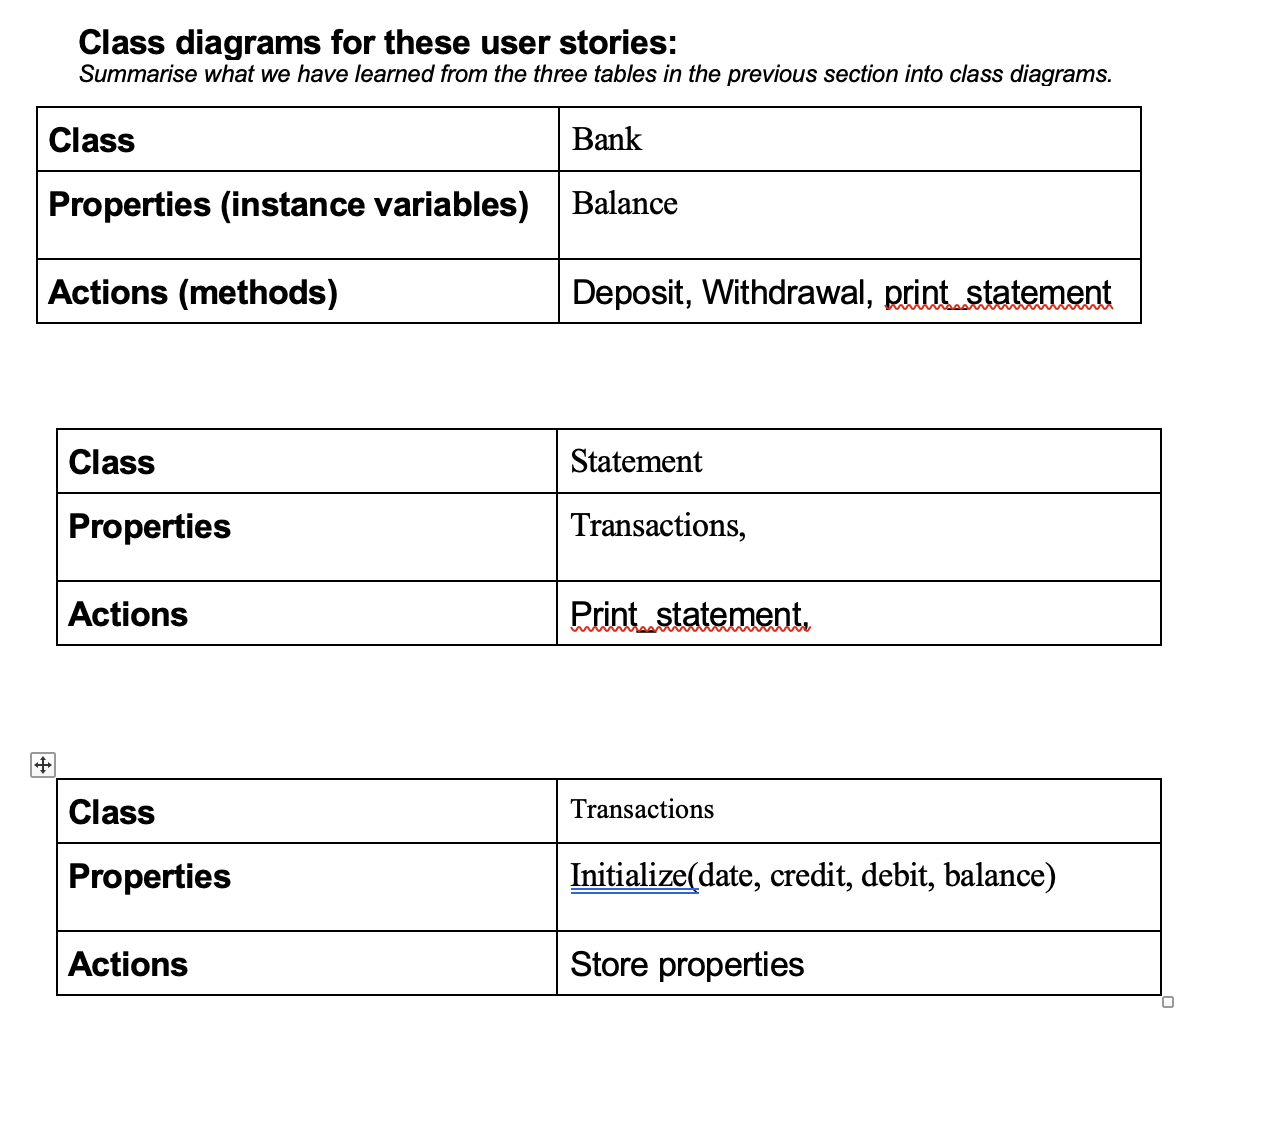 Class diagrams for these user stories:
Summarise what we have learned from the three tables in the previous section into class diagrams.
Class Bank
Properties (instance variables) Balance
Actions (methods) Deposit, Withdrawal, print_statement
Class Statement
Properties Transactions,
Actions Print_statement,
Class Transactions
Properties Initialize(date, credit, debit, balance)
Actions Store properties